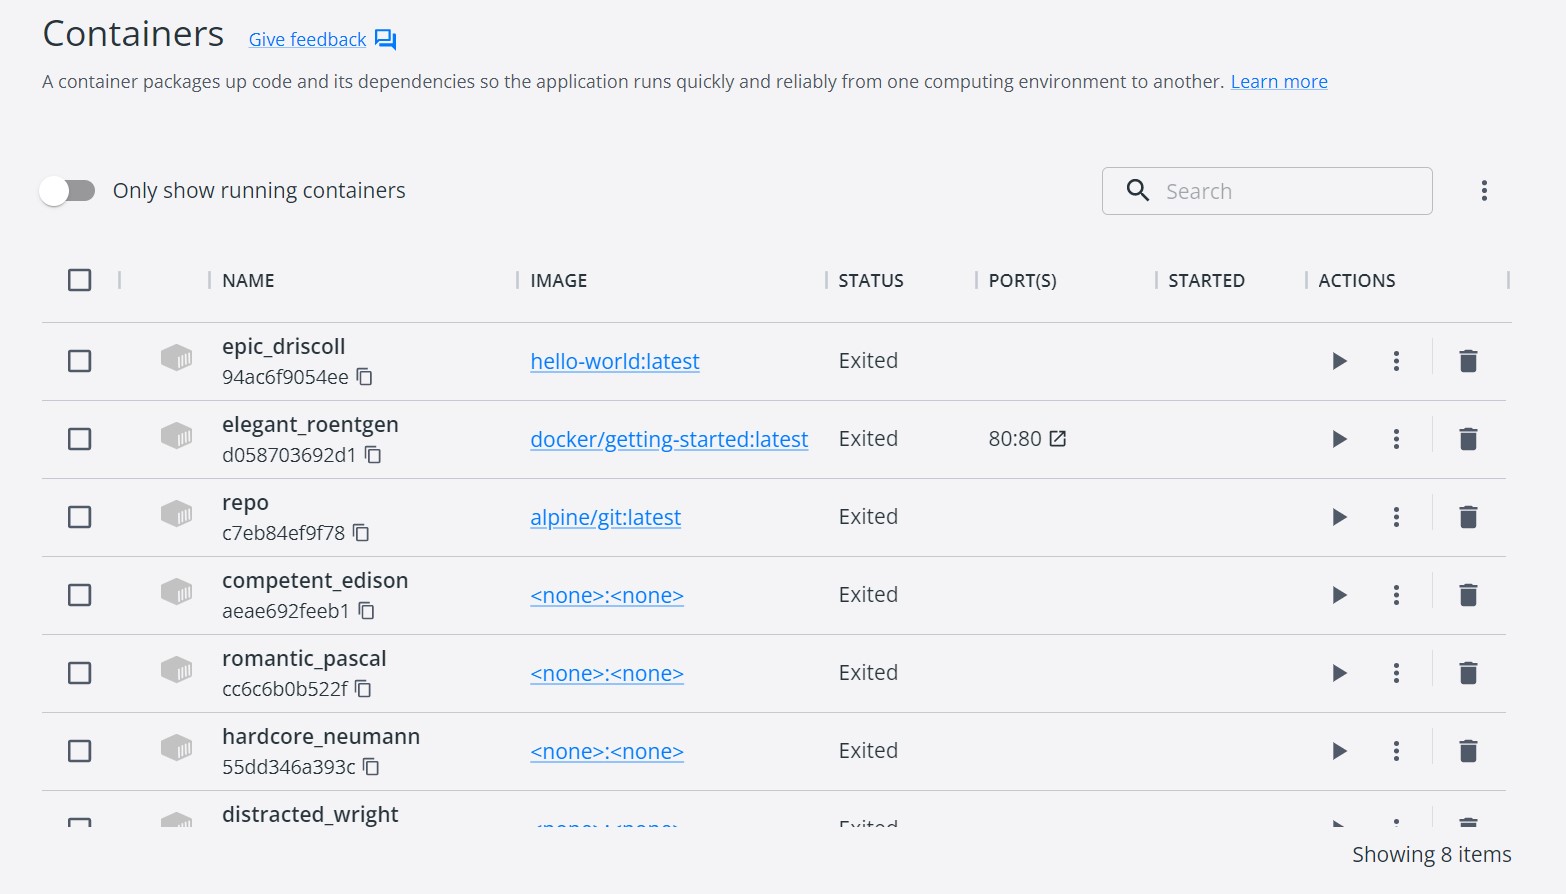 Containers Give feedback
A container packages up code and its dependencies so the application runs quickly and reliably from one computing environment to another. Learn more
Only show running containers Search
NAME IMAGE STATUS PORT(S) STARTED ACTIONS
epic_driscoll
94ac6f9054ee hello-world:latest Exited
elegant_roentgen
d058703692d1 docker/getting-started:latest Exited 80:80
repo
c7eb84ef9f78 alpine/git:latest Exited
competent_edison
aeae692feeb1 <none>:<none> Exited
romantic_pascal
cc6c6b0b522f <none>:<none> Exited
hardcore_neumann
55dd346a393c <none>:<none> Exited
distracted_wright
<none>:<none> Exited
Showing 8 items